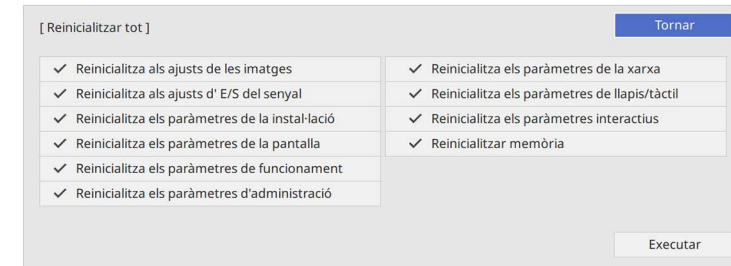 [ Reinicialitzar tot ]
Tornar
Reinicialitza als ajusts de les imatges
Reinicialitza als ajusts d' E/S del senyal
Reinicialitza els paràmetres de la instal·lació
Reinicialitza els paràmetres de la pantalla
Reinicialitza els paràmetres de funcionament
Reinicialitza els paràmetres d'administració
Reinicialitza els paràmetres de la xarxa
Reinicialitza els paràmetres de llapis/tàctil
Reinicialitza els paràmetres interactius
Reinicialitzar memòria
Executar